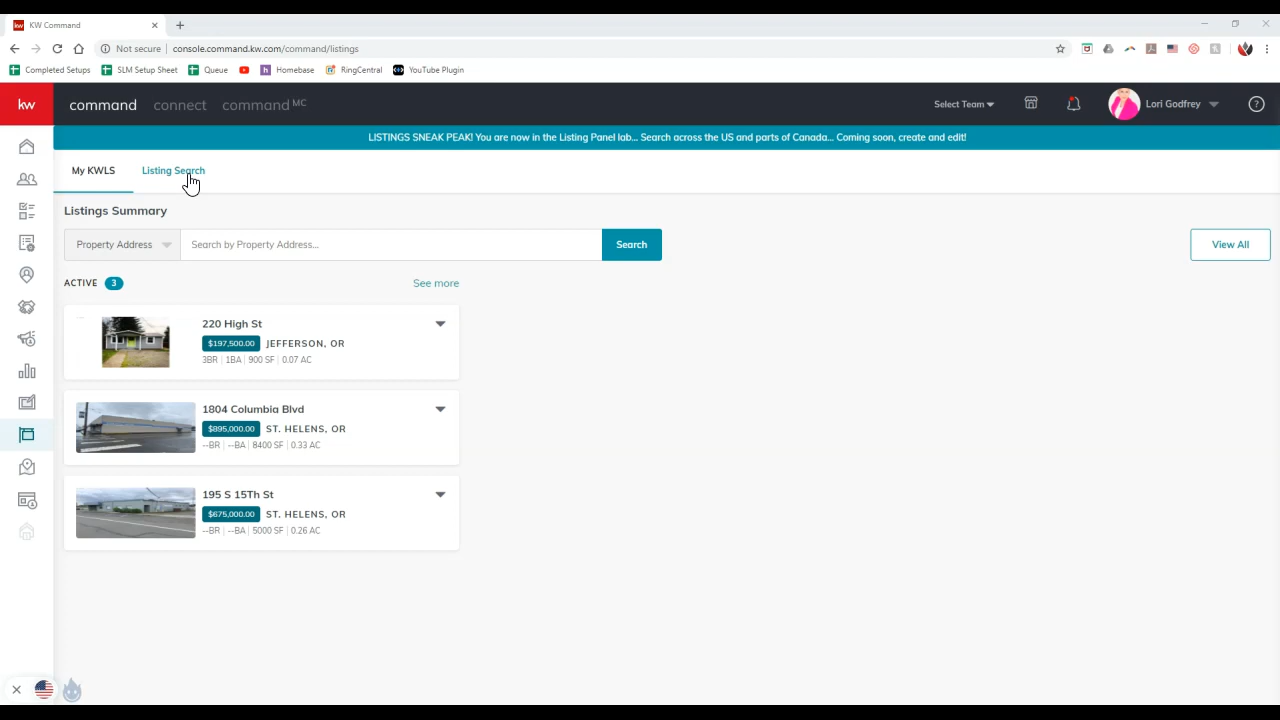 kw KW Command
Not secure | console.command.kw.com/command/listings
Completed Setups SLM Setup Sheet Queue Homebase RingCentral YouTube Plugin
kw command connect command MC Select Team Lori Godfrey ?
LISTINGS SNEAK PEAK! You are now in the Listing Panel lab... Search across the US and parts of Canada... Coming soon, create and edit!
My KWLS Listing Search
Listings Summary
Property Address Search by Property Address... Search View All
ACTIVE 3 See more
220 High St
$197,500.00 JEFFERSON, OR
3BR | 1BA | 900 SF | 0.07 AC
1804 Columbia Blvd
$895,000.00 ST. HELENS, OR
--BR | --BA | 8400 SF | 0.33 AC
195 S 15Th St
$675,000.00 ST. HELENS, OR
--BR | --BA | 5000 SF | 0.26 AC